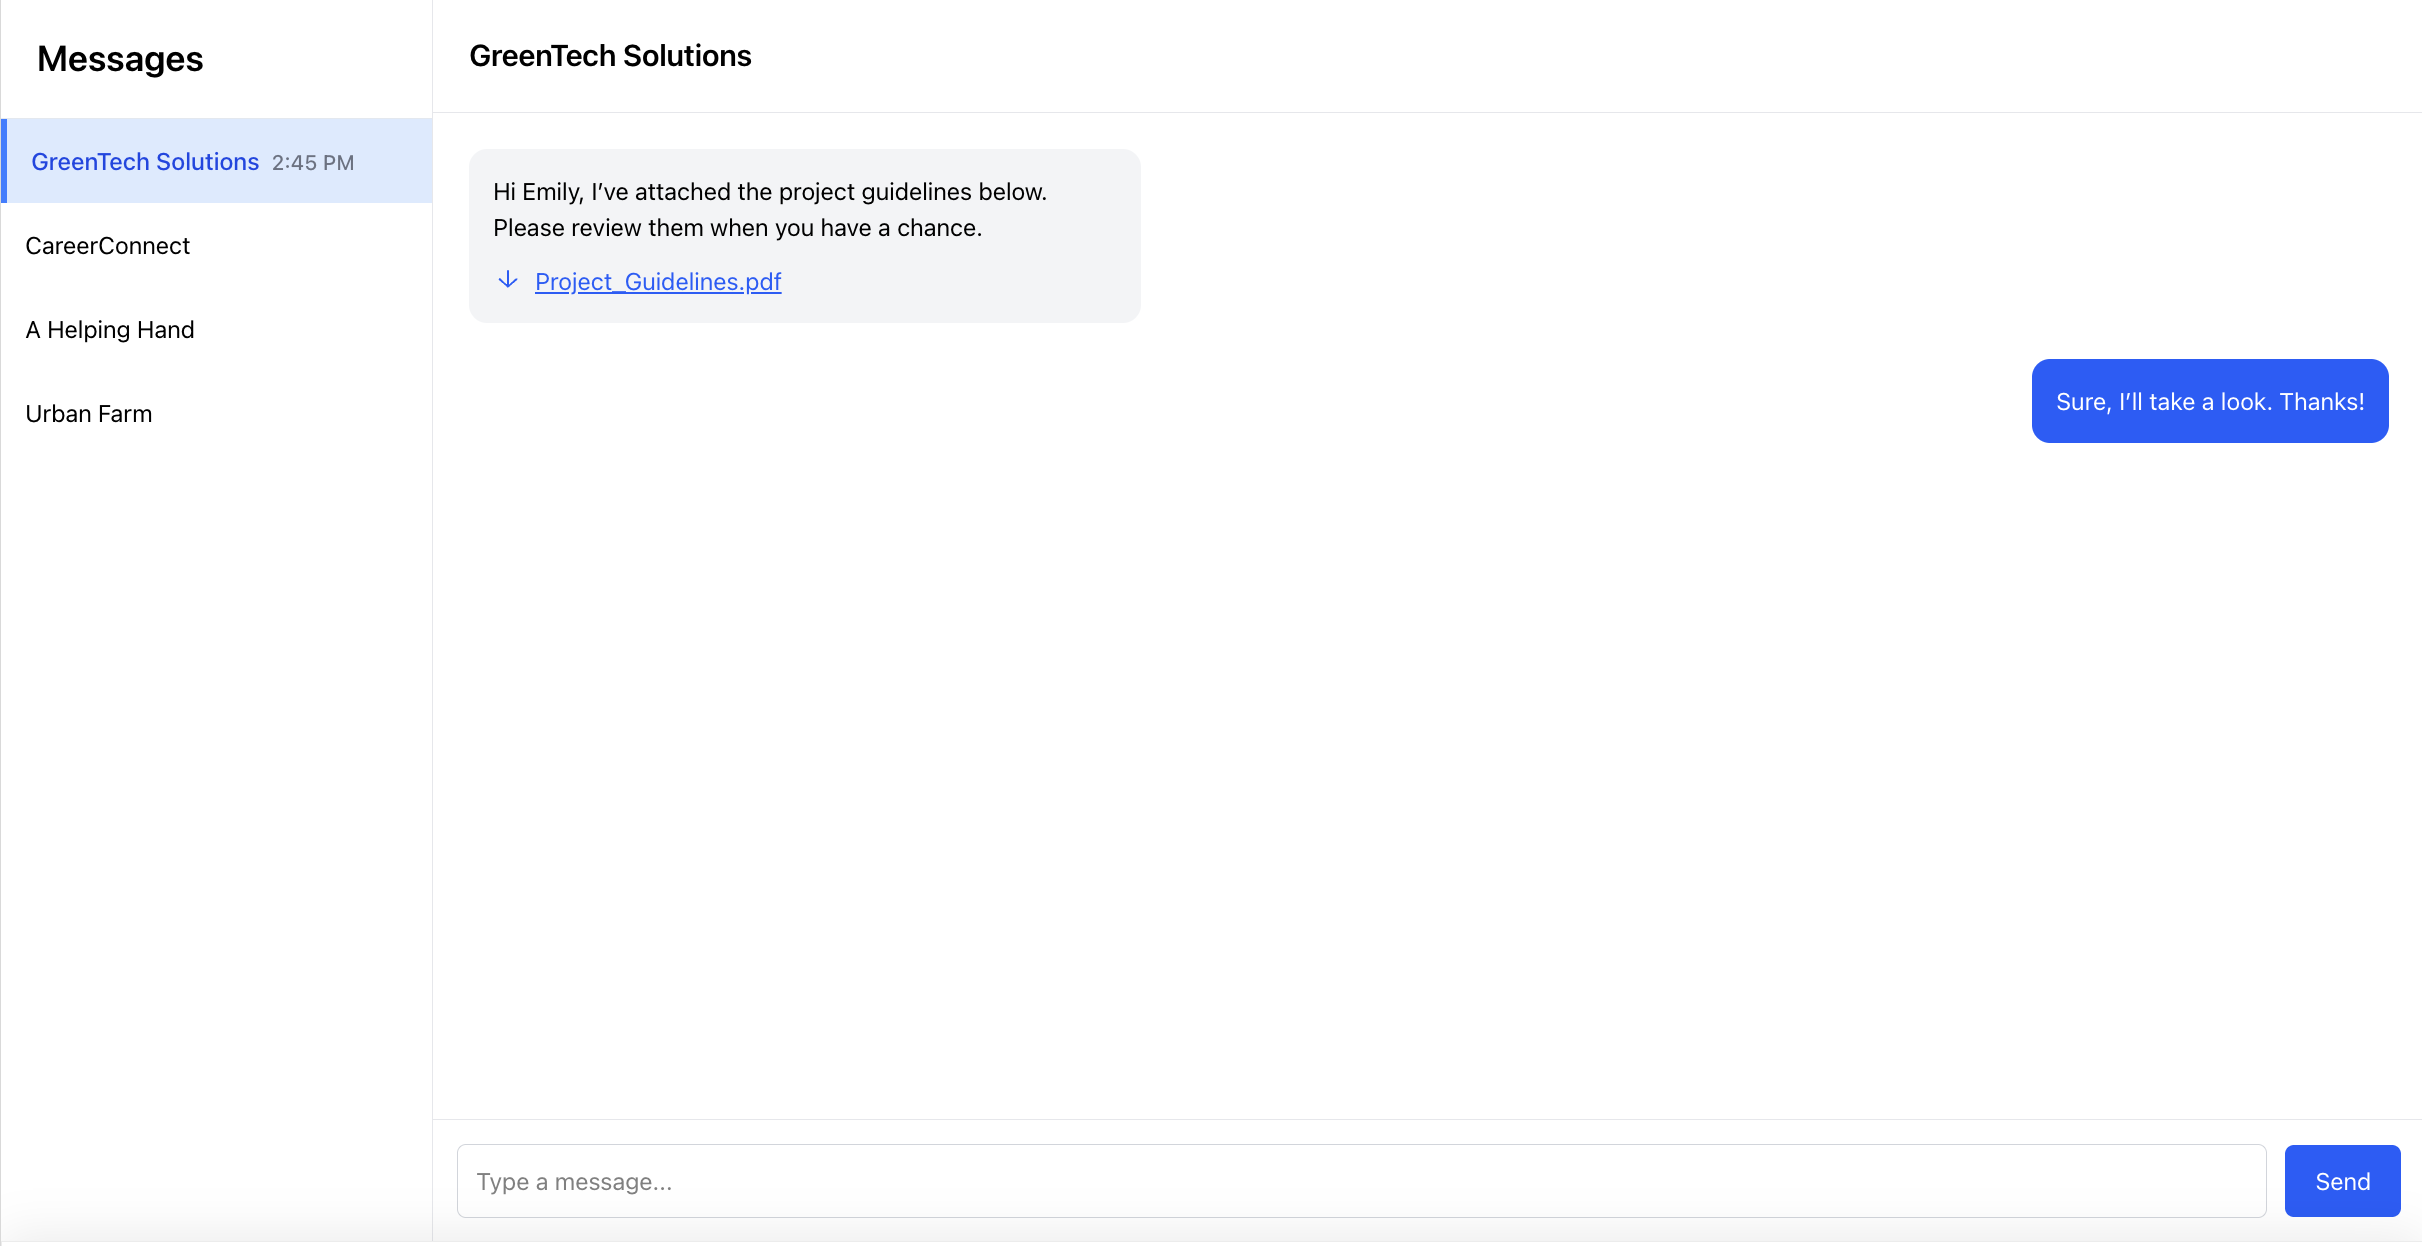 Messages
GreenTech Solutions 2:45 PM
CareerConnect
A Helping Hand
Urban Farm
GreenTech Solutions
Hi Emily, I’ve attached the project guidelines below.
Please review them when you have a chance.
Project_Guidelines.pdf
Sure, I’ll take a look. Thanks!
Type a message...
Send